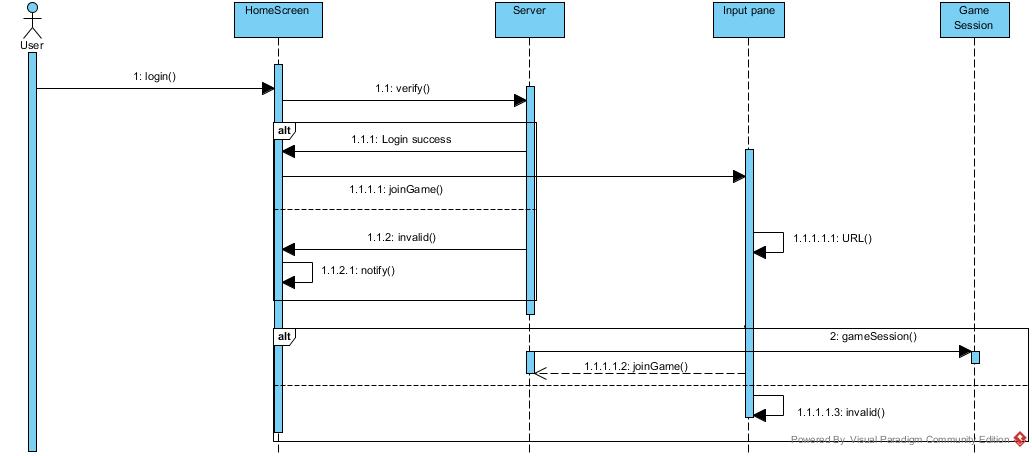 HomeScreen
Server
Input pane
Game
Session
User
1: login()
1.1: verify()
alt
1.1.1: Login success
1.1.1.1: joinGame()
1.1.2: invalid()
1.1.1.1.1: URL()
1.1.2.1: notify()
alt
2: gameSession()
1.1.1.1.2: joinGame()
1.1.1.1.3: invalid()
Powered By Visual Paradigm Community Edition